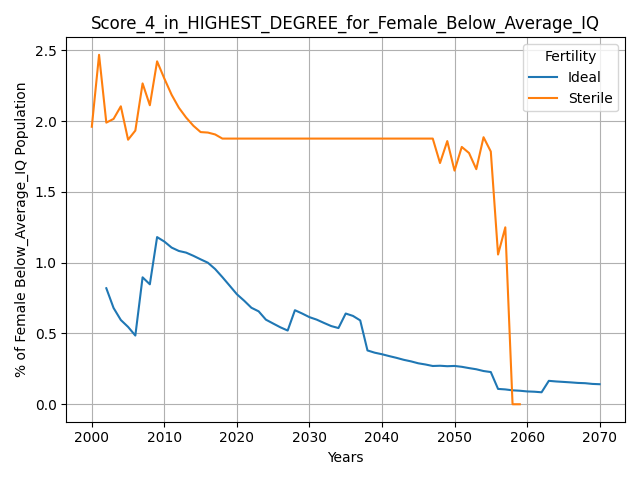 Score_4_in_HIGHEST_DEGREE_for_Female_Below_Average_IQ
% of Female Below_Average_IQ Population
2.5
2.0
1.5
1.0
0.5
0.0
Fertility
Ideal
Sterile
2000 2010 2020 2030 2040 2050 2060 2070
Years